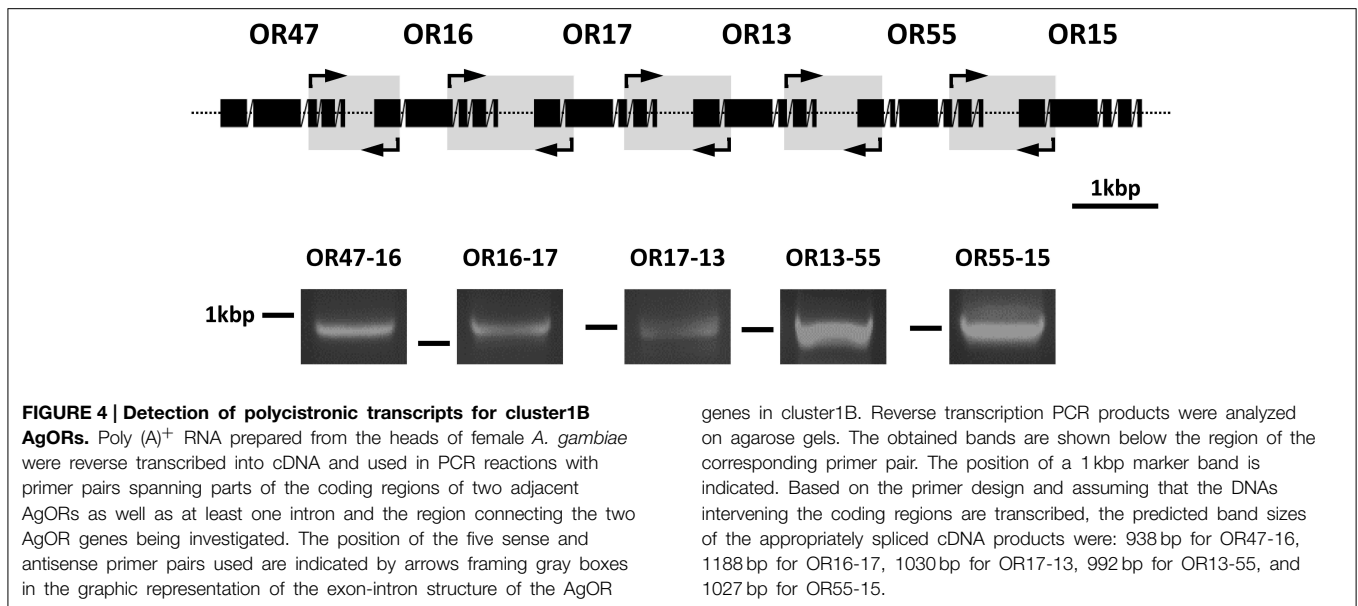 OR47 OR16 OR17 OR13 OR55 OR15
1kbp
OR47-16 OR16-17 OR17-13 OR13-55 OR55-15
1kbp
FIGURE 4 | Detection of polycistronic transcripts for cluster1B
AgORs. Poly (A)+ RNA prepared from the heads of female A. gambiae
were reverse transcribed into cDNA and used in PCR reactions with
primer pairs spanning parts of the coding regions of two adjacent
AgORs as well as at least one intron and the region connecting the two
AgOR genes being investigated. The position of the five sense and
antisense primer pairs used are indicated by arrows framing gray boxes
in the graphic representation of the exon-intron structure of the AgOR
genes in cluster1B. Reverse transcription PCR products were analyzed
on agarose gels. The obtained bands are shown below the region of the
corresponding primer pair. The position of a 1 kbp marker band is
indicated. Based on the primer design and assuming that the DNAs
intervening the coding regions are transcribed, the predicted band sizes
of the appropriately spliced cDNA products were: 938 bp for OR47-16,
1188 bp for OR16-17, 1030 bp for OR17-13, 992 bp for OR13-55, and
1027 bp for OR55-15.